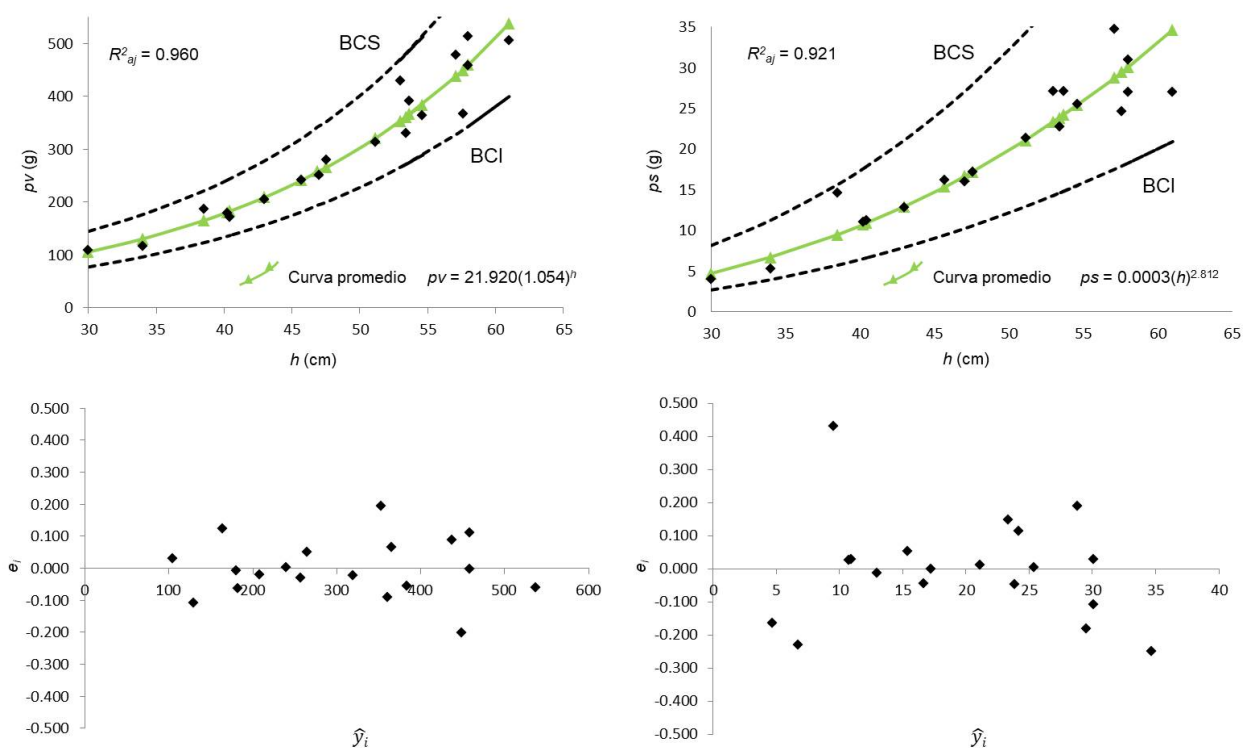 R²aj = 0.960
BCS
BCI
pv (g)
500
400
300
200
100
0
Curva promedio pv = 21.920(1.054)ʰ
30 35 40 45 50 55 60 65
h (cm)
R²aj = 0.921
BCS
BCI
ps (g)
35
30
25
20
15
10
5
0
Curva promedio ps = 0.0003(h)²·⁸¹²
30 35 40 45 50 55 60 65
h (cm)
0.500
0.400
0.300
0.200
0.100
0.000
-0.100
-0.200
-0.300
-0.400
-0.500
eᵢ
0 100 200 300 400 500 600
ŷᵢ
0.500
0.400
0.300
0.200
0.100
0.000
-0.100
-0.200
-0.300
-0.400
-0.500
eᵢ
0 5 10 15 20 25 30 35 40
ŷᵢ